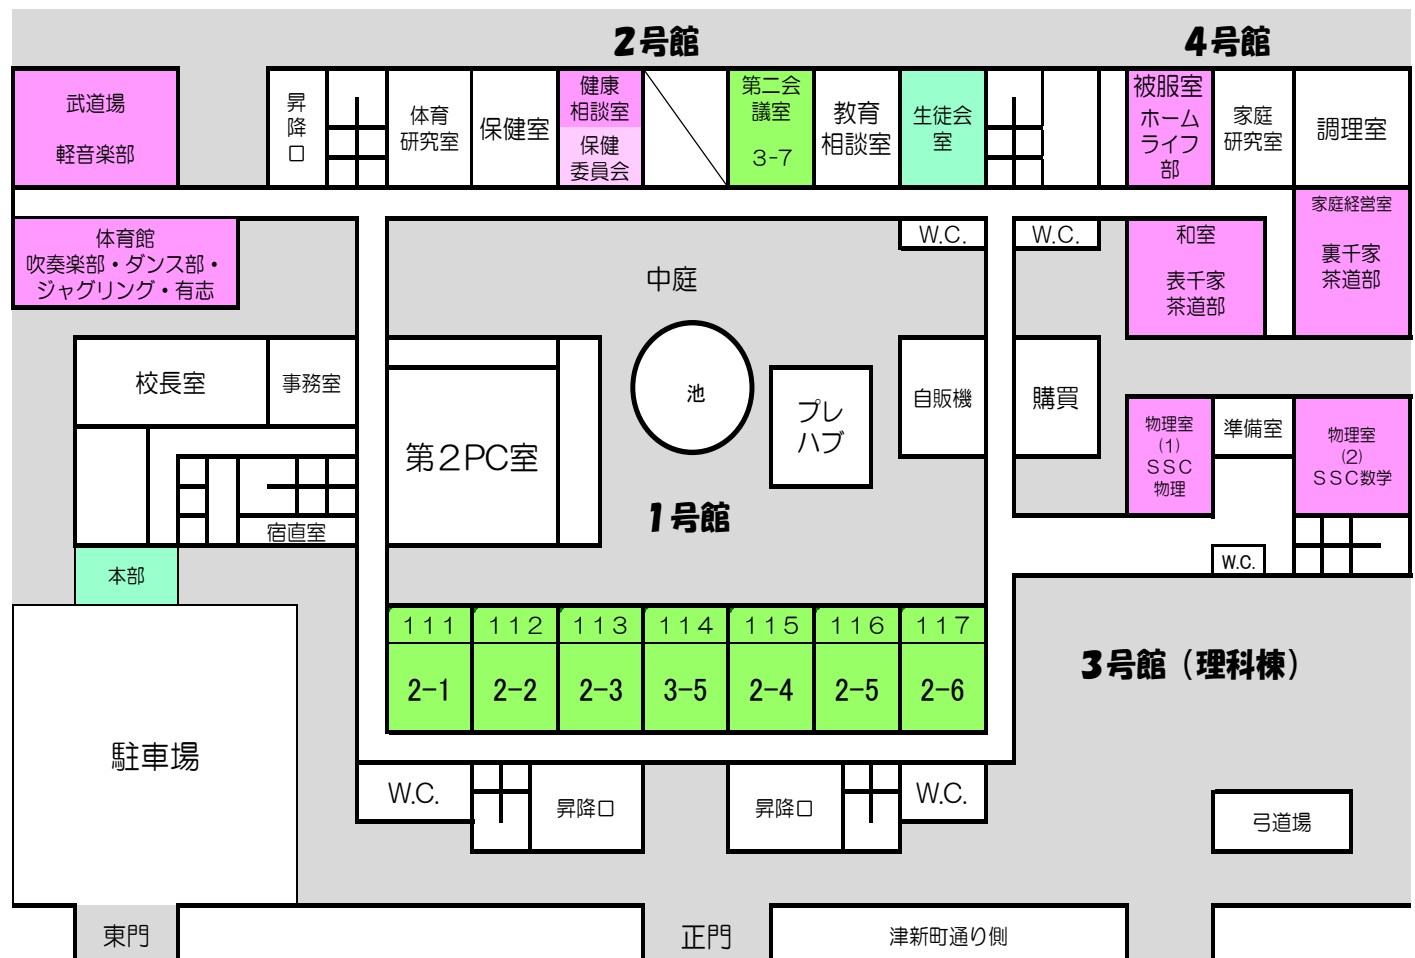 2号館
4号館
武道場
軽音楽部
昇
降
口
体育
研究室
保健室
健康
相談室
保健
委員会
第二会
議室
3-7
教育
相談室
生徒会
室
被服室
ホーム
ライフ
部
家庭
研究室
調理室
体育館
吹奏楽部・ダンス部・
ジャグリング・有志
W.C.
W.C.
和室
表千家
茶道部
家庭経営室
裏千家
茶道部
中庭
校長室
事務室
第2PC室
池
プレ
ハブ
自販機
購買
物理室
(1)
SSC
物理
準備室
物理室
(2)
SSC数学
宿直室
1号館
本部
W.C.
111
112
113
114
115
116
117
2-1
2-2
2-3
3-5
2-4
2-5
2-6
3号館（理科棟）
駐車場
W.C.
昇降口
昇降口
W.C.
弓道場
東門
正門
津新町通り側